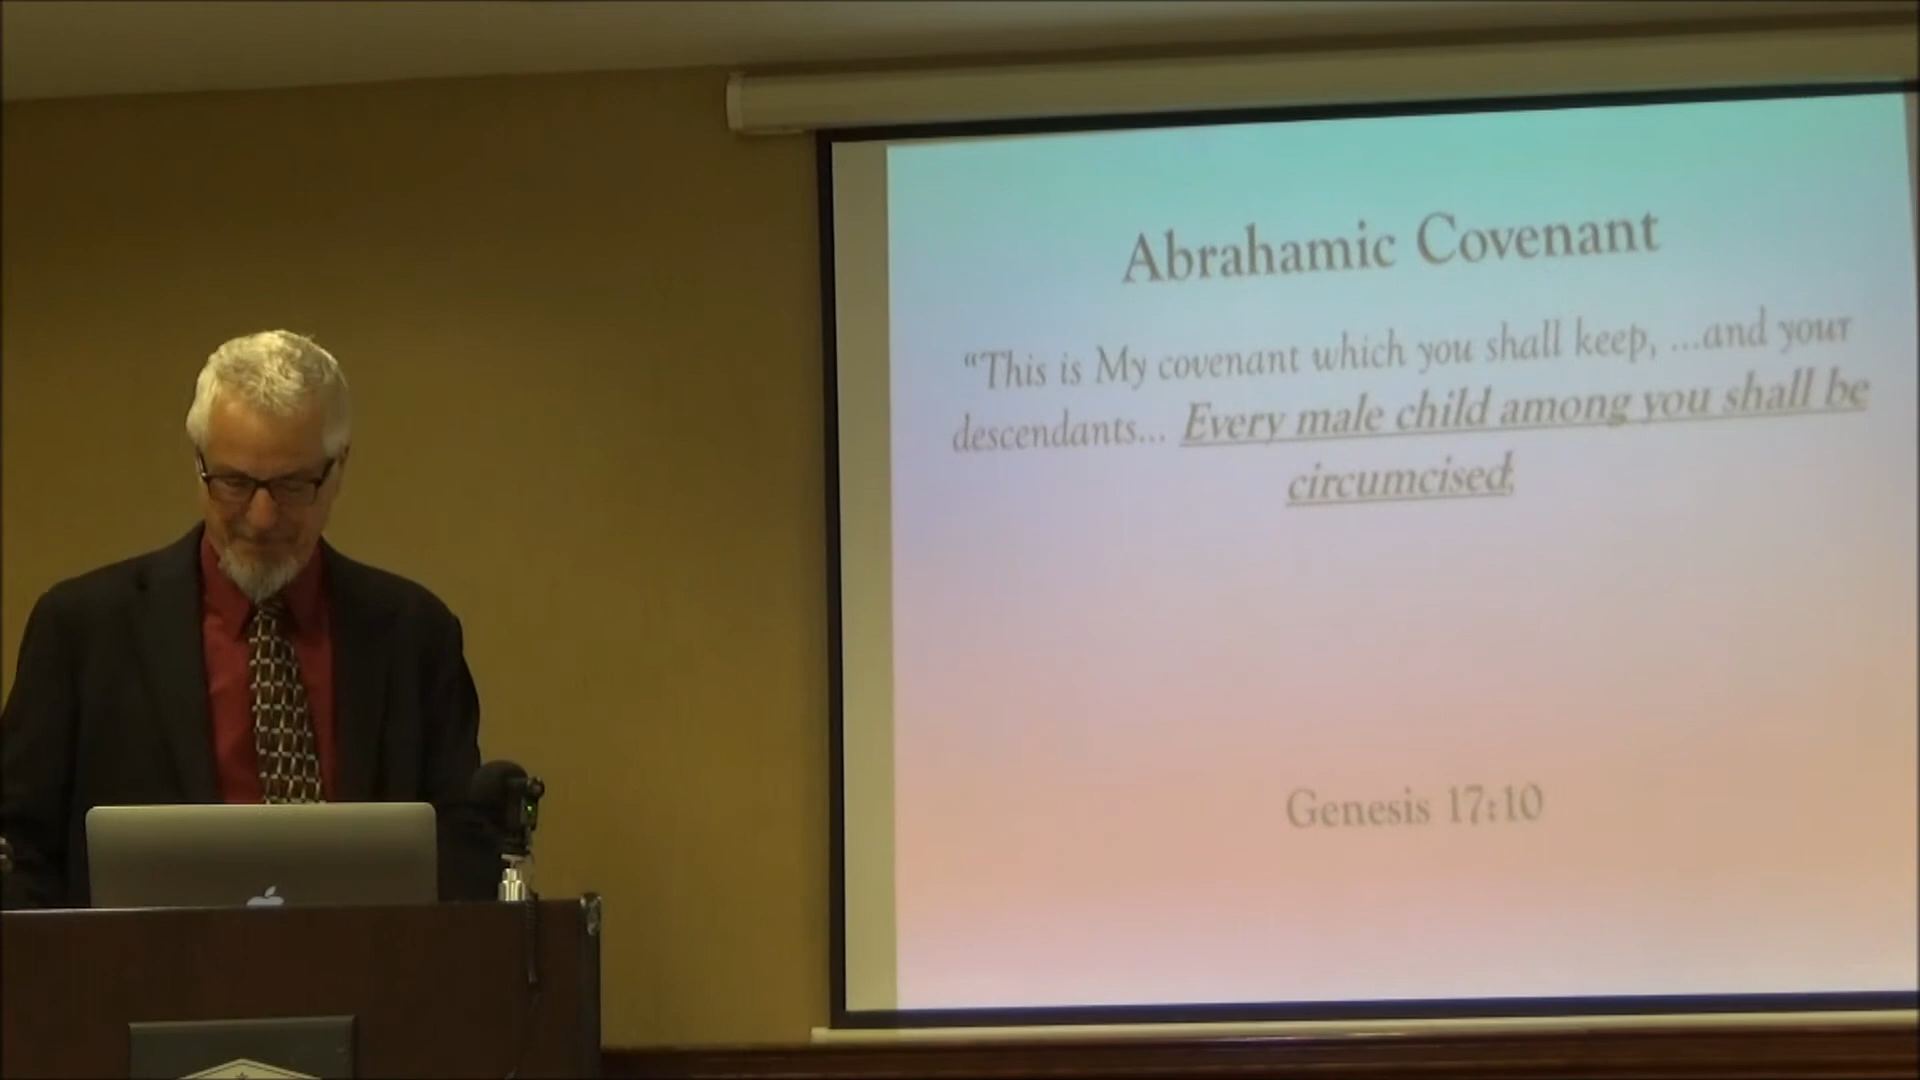 Abrahamic Covenant
“This is My covenant which you shall keep, ...and your
descendants... Every male child among you shall be
circumcised;
Genesis 17:10